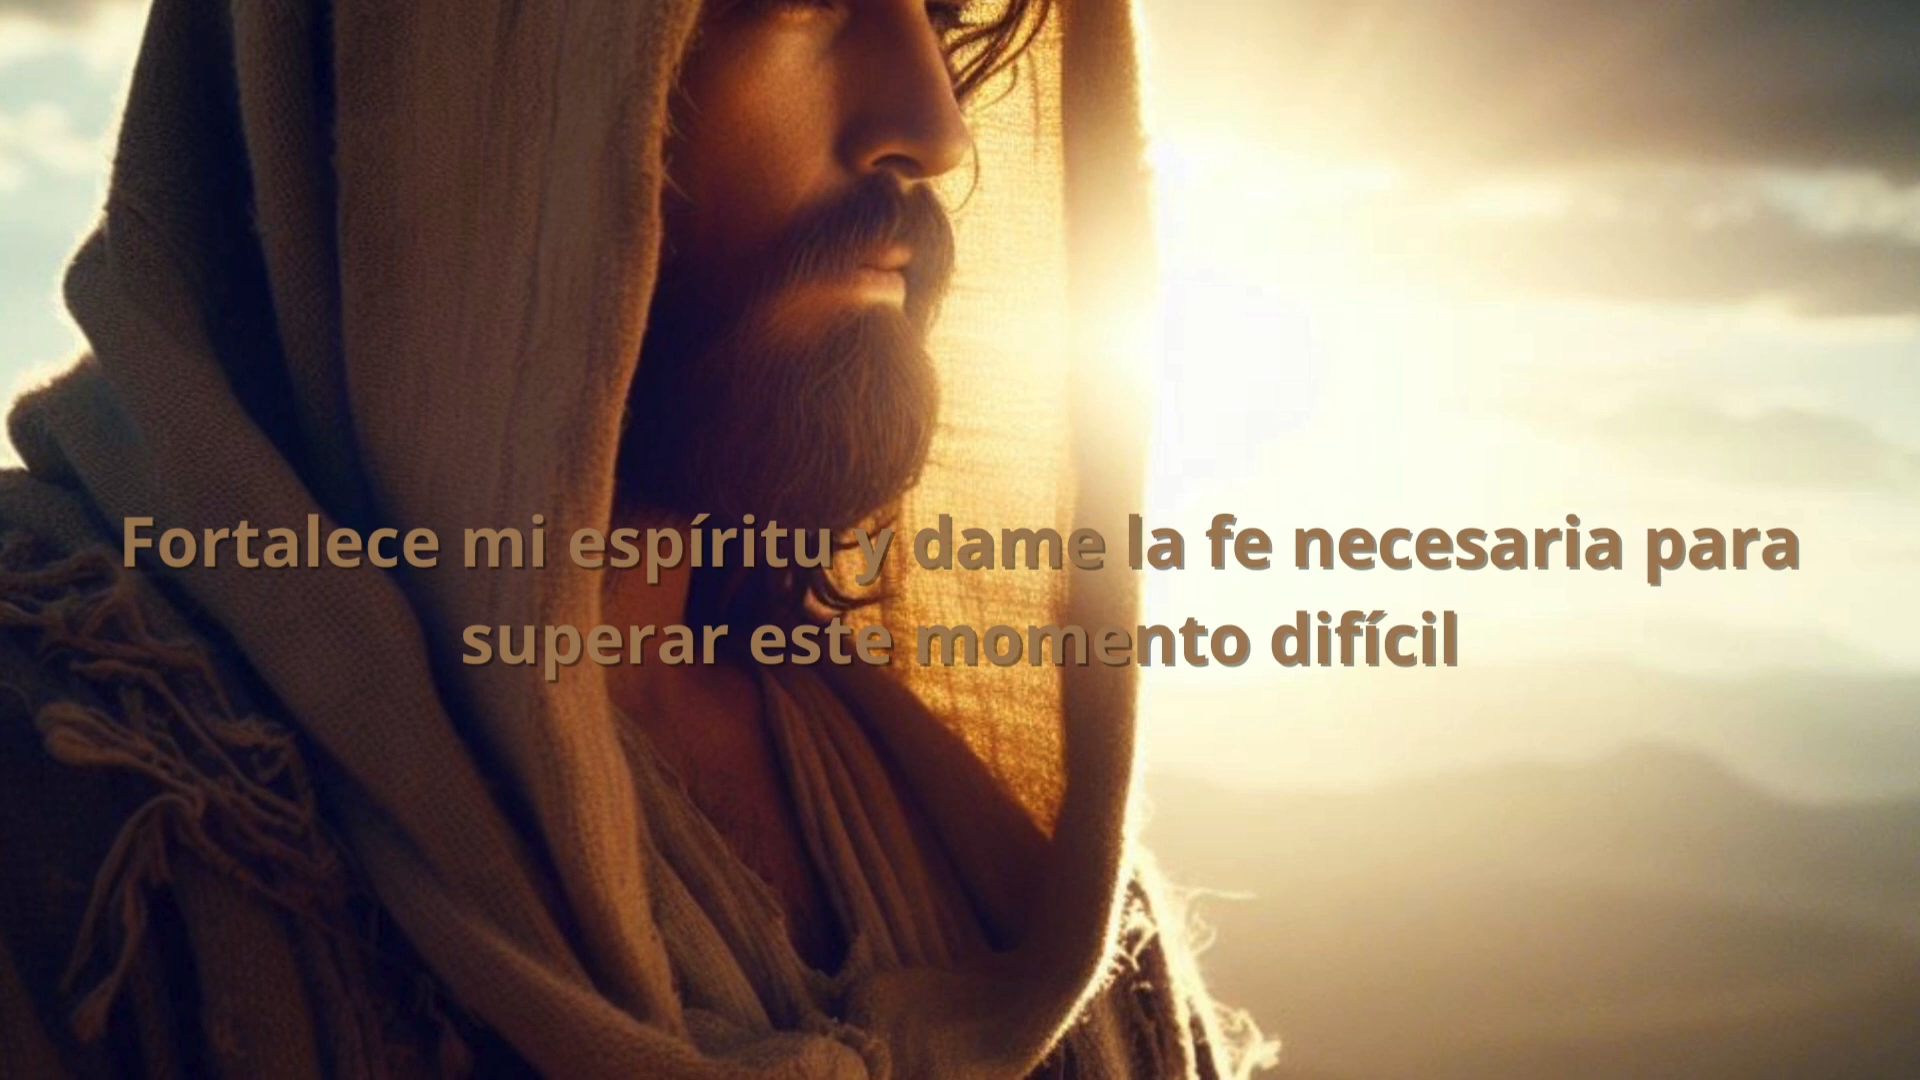 Fortalece mi espíritu y dame la fe necesaria para
superar este momento difícil